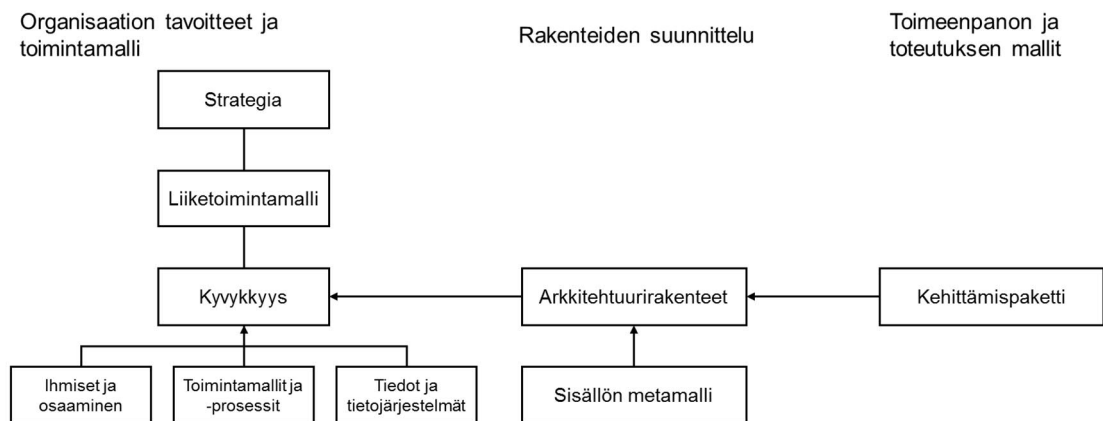 Organisaation tavoitteet ja
toimintamalli
Rakenteiden suunnittelu
Toimeenpanon ja
toteutuksen mallit
Strategia
Liiketoimintamalli
Kyvykkyys
Arkkitehtuurirakenteet
Kehittämispaketti
Ihmiset ja
osaaminen
Toimintamallit ja
-prosessit
Tiedot ja
tietojärjestelmät
Sisällön metamalli